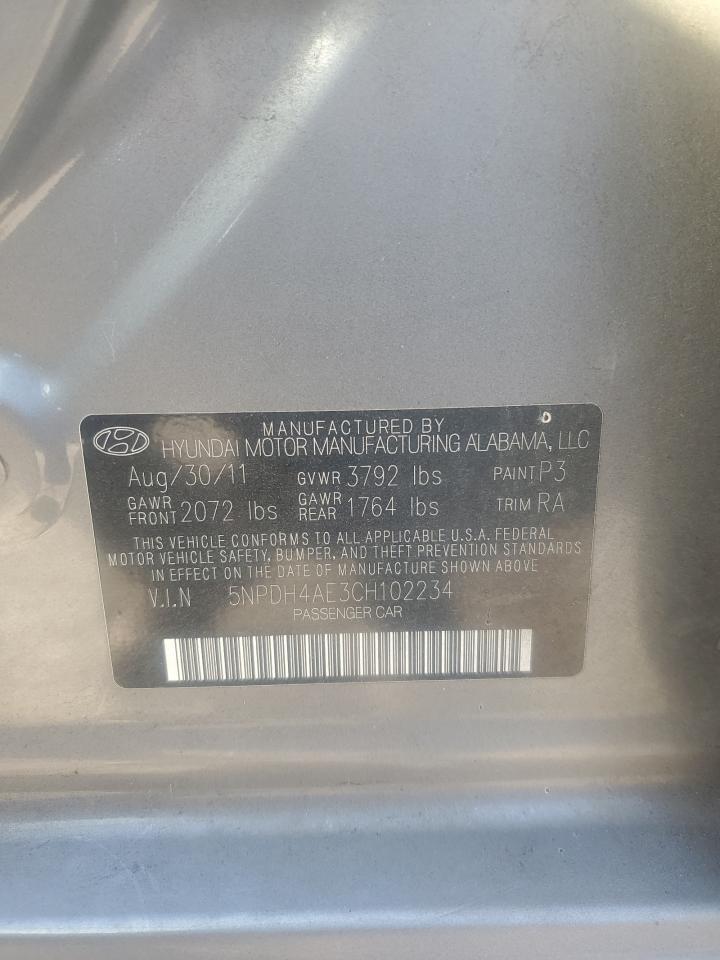 MANUFACTURED BY
HYUNDAI MOTOR MANUFACTURING ALABAMA, LLC
Aug/30/11 GVWR 3792 lbs PAINT P3
GAWR FRONT 2072 lbs GAWR REAR 1764 lbs TRIM RA
THIS VEHICLE CONFORMS TO ALL APPLICABLE U.S.A. FEDERAL
MOTOR VEHICLE SAFETY, BUMPER, AND THEFT PREVENTION STANDARDS
IN EFFECT ON THE DATE OF MANUFACTURE SHOWN ABOVE
V.I.N 5NPDH4AE3CH102234
PASSENGER CAR